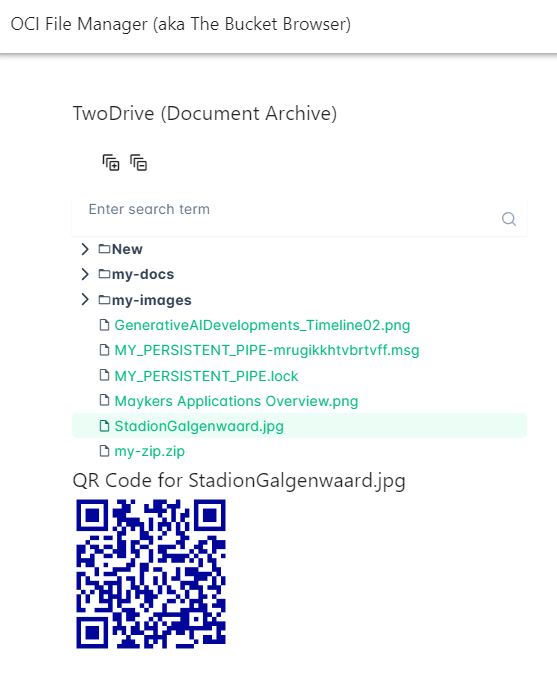 OCI File Manager (aka The Bucket Browser)
TwoDrive (Document Archive)
Enter search term
New
my-docs
my-images
GenerativeAIDevelopments_Timeline02.png
MY_PERSISTENT_PIPE-mrugikkhtvbrtvff.msg
MY_PERSISTENT_PIPE.lock
Maykers Applications Overview.png
StadionGalgenwaard.jpg
my-zip.zip
QR Code for StadionGalgenwaard.jpg